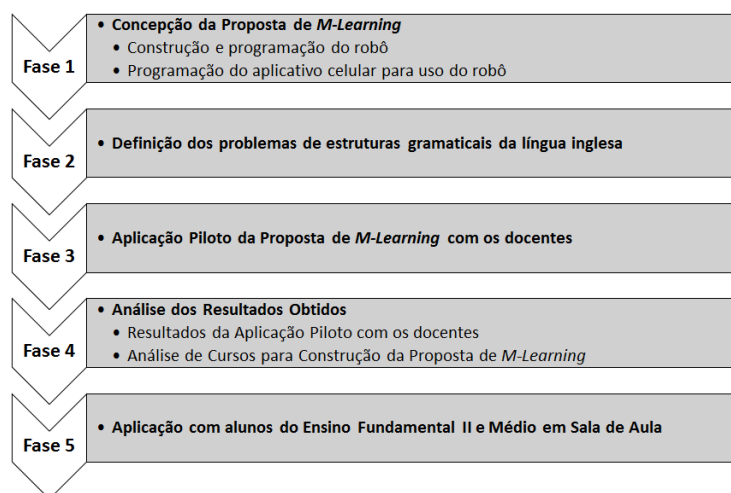 Fase 1
• Concepção da Proposta de M-Learning
• Construção e programação do robô
• Programação do aplicativo celular para uso do robô
Fase 2
• Definição dos problemas de estruturas gramaticais da língua inglesa
Fase 3
• Aplicação Piloto da Proposta de M-Learning com os docentes
Fase 4
• Análise dos Resultados Obtidos
• Resultados da Aplicação Piloto com os docentes
• Análise de Cursos para Construção da Proposta de M-Learning
Fase 5
• Aplicação com alunos do Ensino Fundamental II e Médio em Sala de Aula